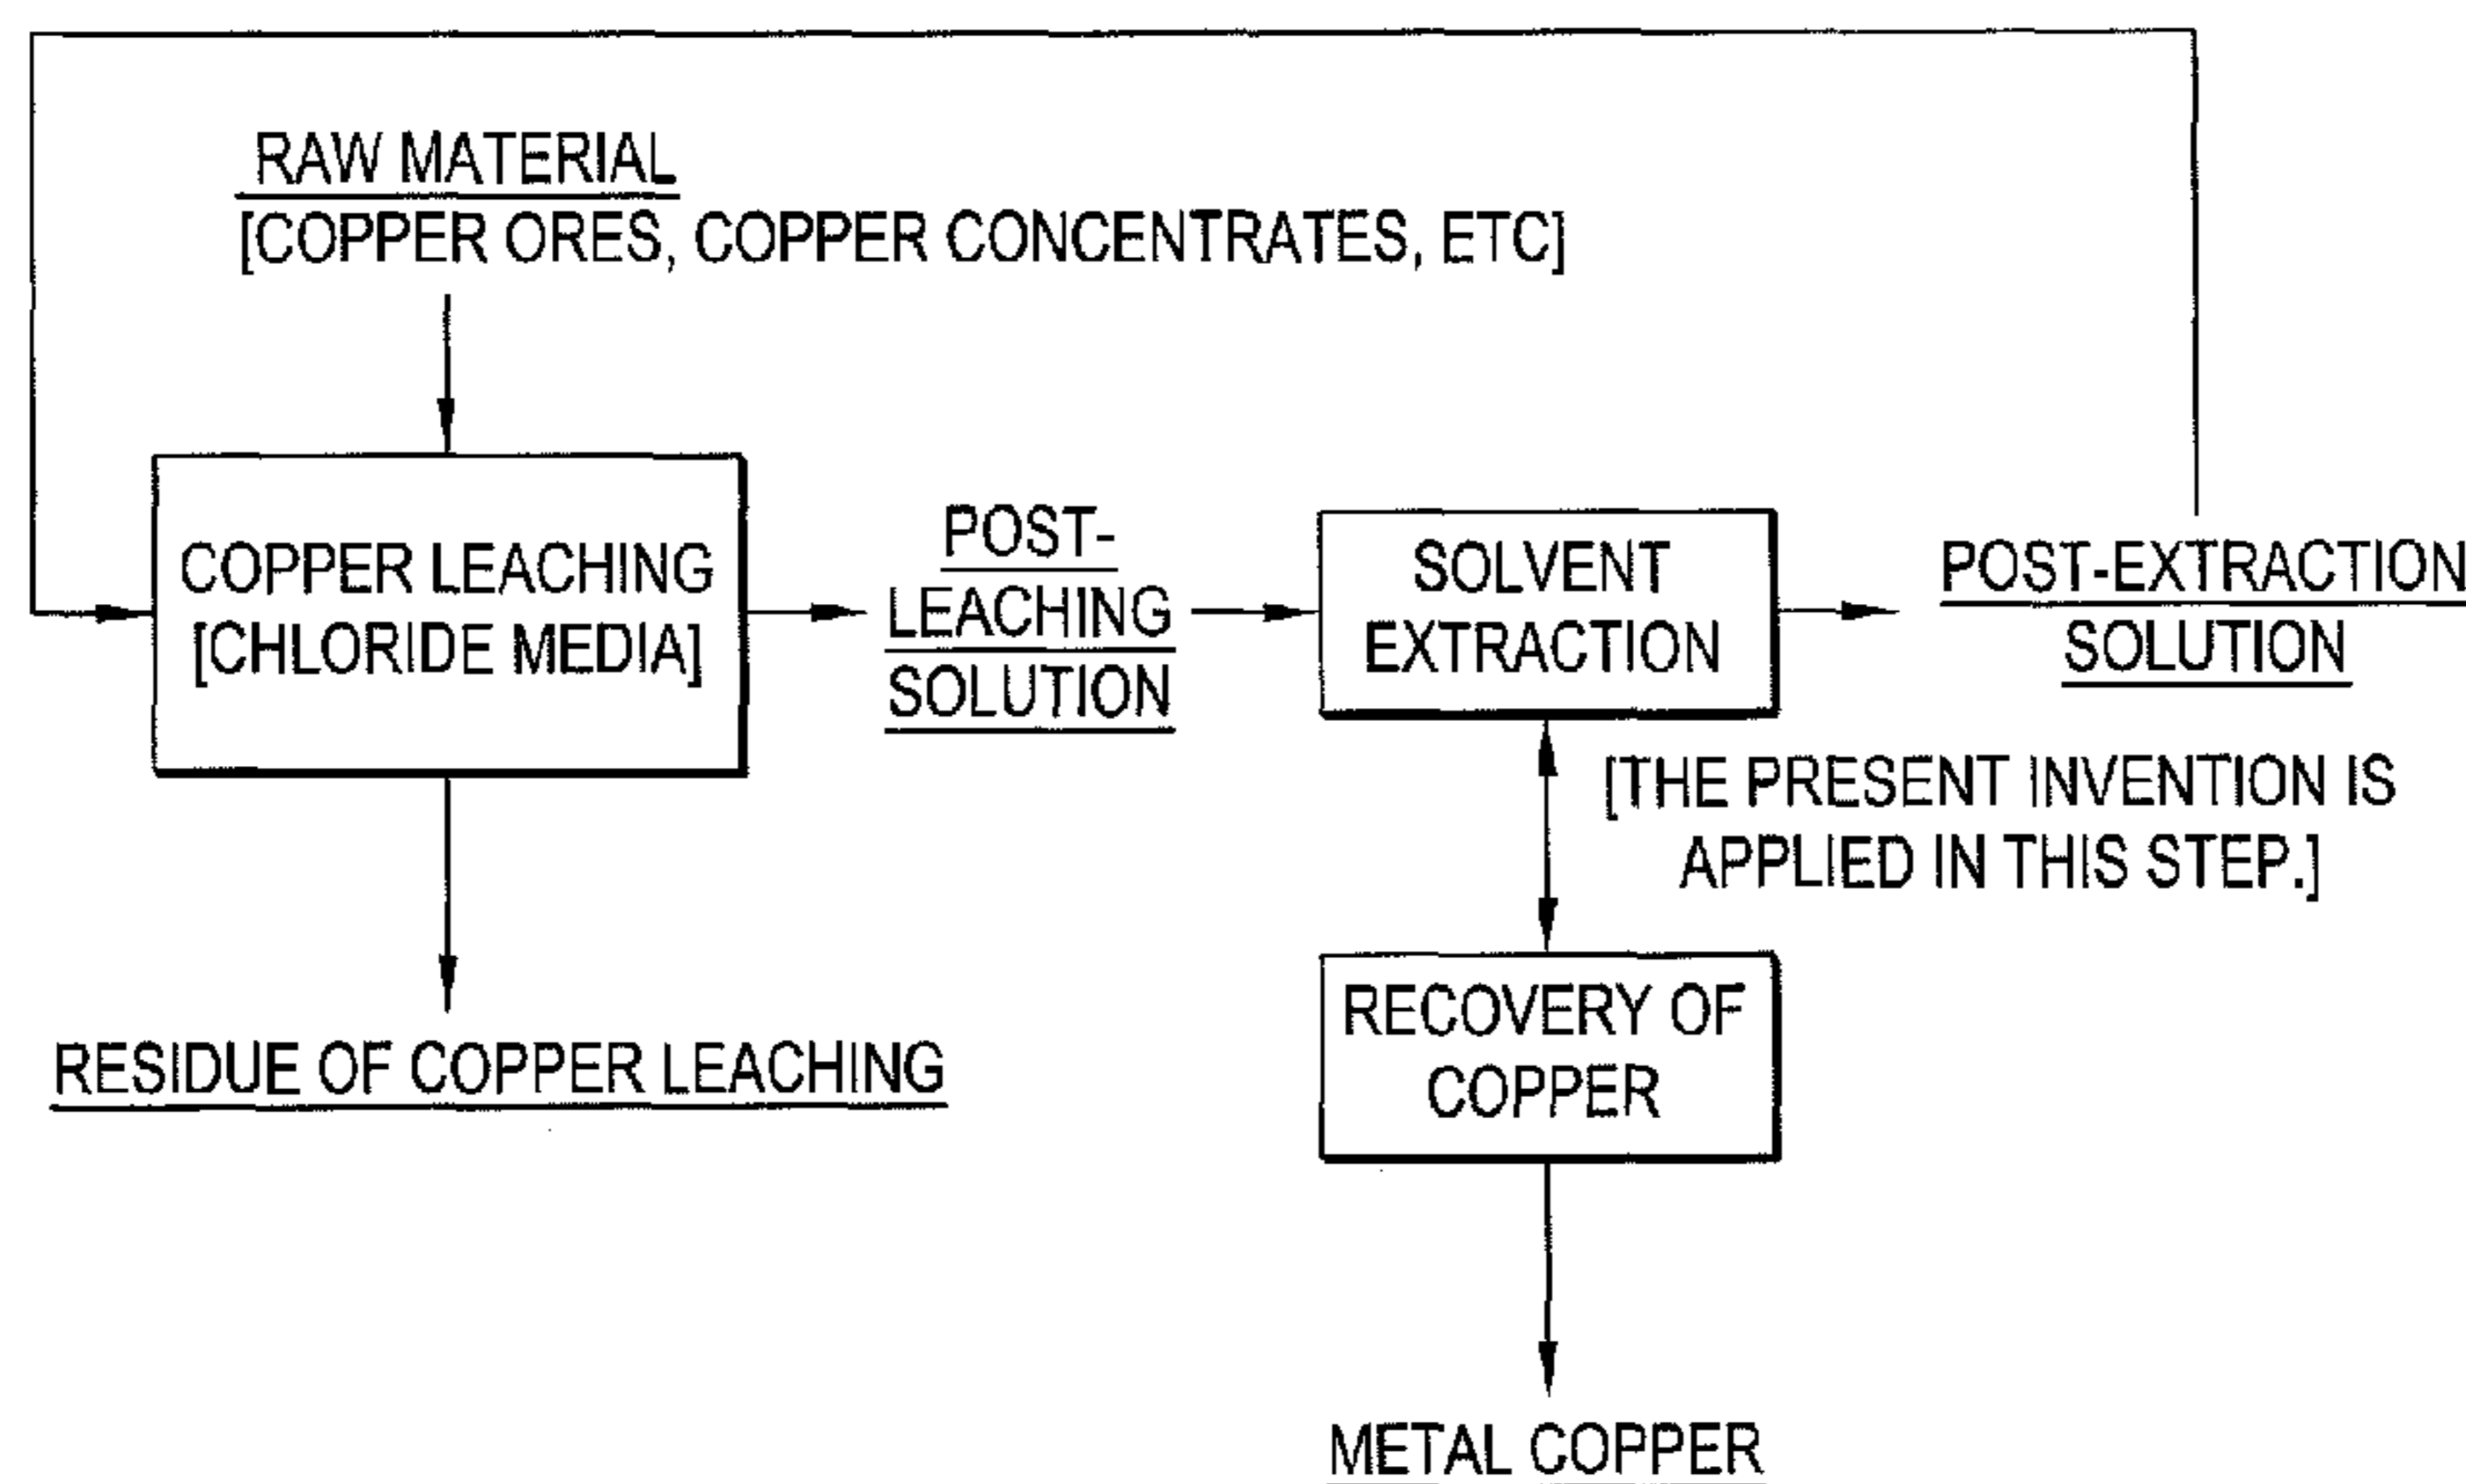 RAW MATERIAL
[COPPER ORES, COPPER CONCENTRATES, ETC]
COPPER LEACHING
[CHLORIDE MEDIA]
POST-
LEACHING
SOLUTION
SOLVENT
EXTRACTION
POST-EXTRACTION
SOLUTION
[THE PRESENT INVENTION IS
APPLIED IN THIS STEP.]
RECOVERY OF
COPPER
RESIDUE OF COPPER LEACHING
METAL COPPER